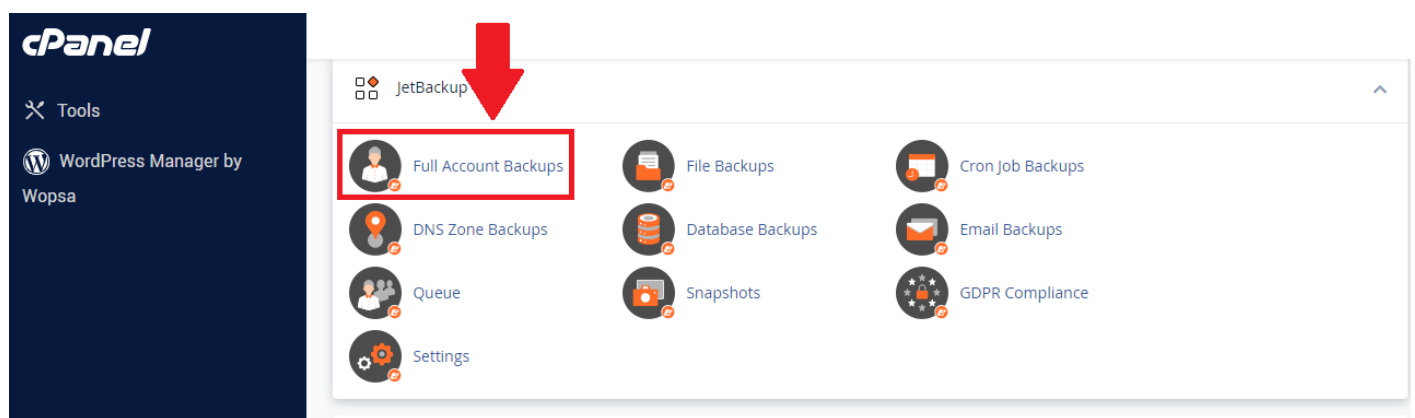 cPanel
Tools
WordPress Manager by
Wopsa
JetBackup
Full Account Backups
File Backups
Cron Job Backups
DNS Zone Backups
Database Backups
Email Backups
Queue
Snapshots
GDPR Compliance
Settings